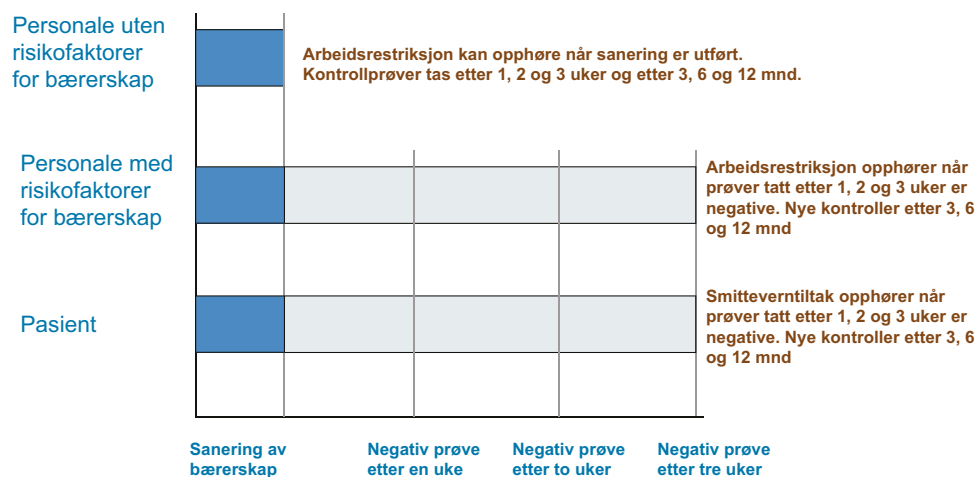 Personale uten
risikofaktorer
for bærerskap
Arbeidsrestriksjon kan opphøre når sanering er utført.
Kontrollprøver tas etter 1, 2 og 3 uker og etter 3, 6 og 12 mnd.
Personale med
risikofaktorer
for bærerskap
Arbeidsrestriksjon opphører når
prøver tatt etter 1, 2 og 3 uker er
negative. Nye kontroller etter 3, 6
og 12 mnd
Pasient
Smitteverntiltak opphører når
prøver tatt etter 1, 2 og 3 uker er
negative. Nye kontroller etter 3, 6
og 12 mnd
Sanering av
bærerskap
Negativ prøve
etter en uke
Negativ prøve
etter to uker
Negativ prøve
etter tre uker